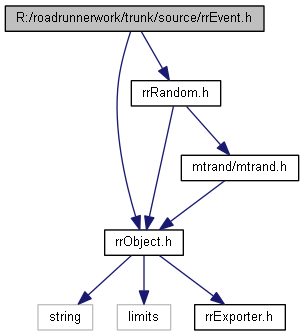 R:/roadrunnerwork/trunk/source/rrEvent.h
rrRandom.h
mtrand/mtrand.h
rrObject.h
string
limits
rrExporter.h